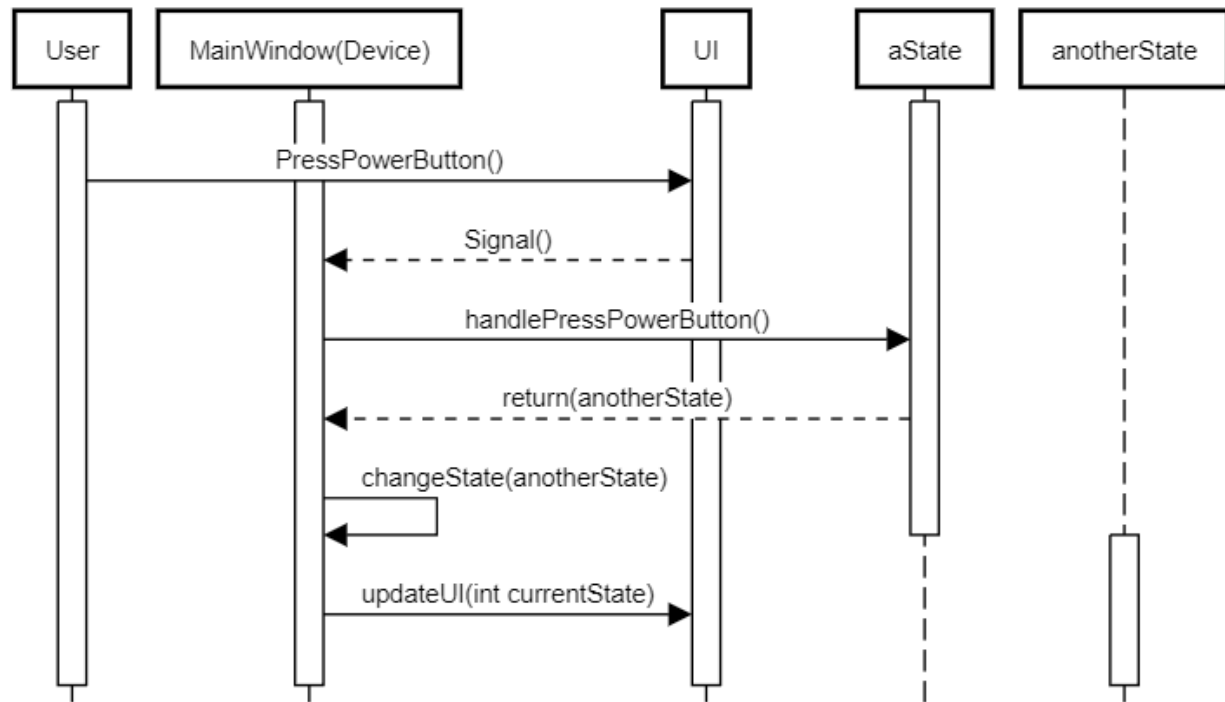 User
MainWindow(Device)
UI
aState
anotherState
PressPowerButton()
Signal()
handlePressPowerButton()
return(anotherState)
changeState(anotherState)
updateUI(int currentState)